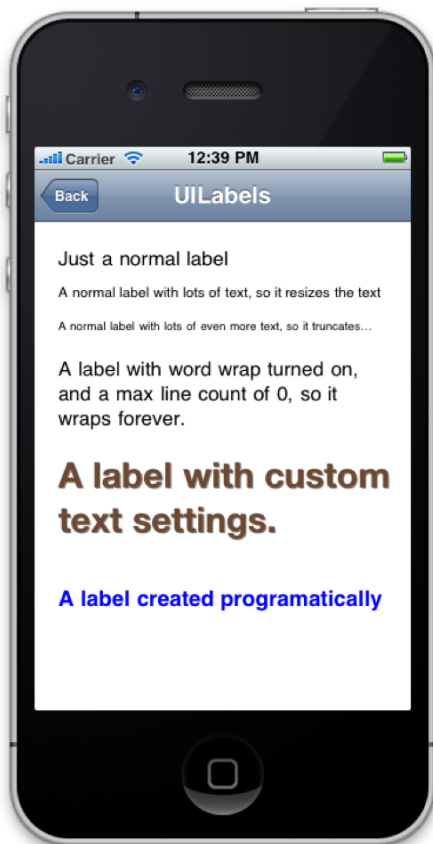 Carrier 12:39 PM
Back UILabels
Just a normal label
A normal label with lots of text, so it resizes the text
A normal label with lots of even more text, so it truncates...
A label with word wrap turned on,
and a max line count of 0, so it
wraps forever.
A label with custom
text settings.
A label created programatically